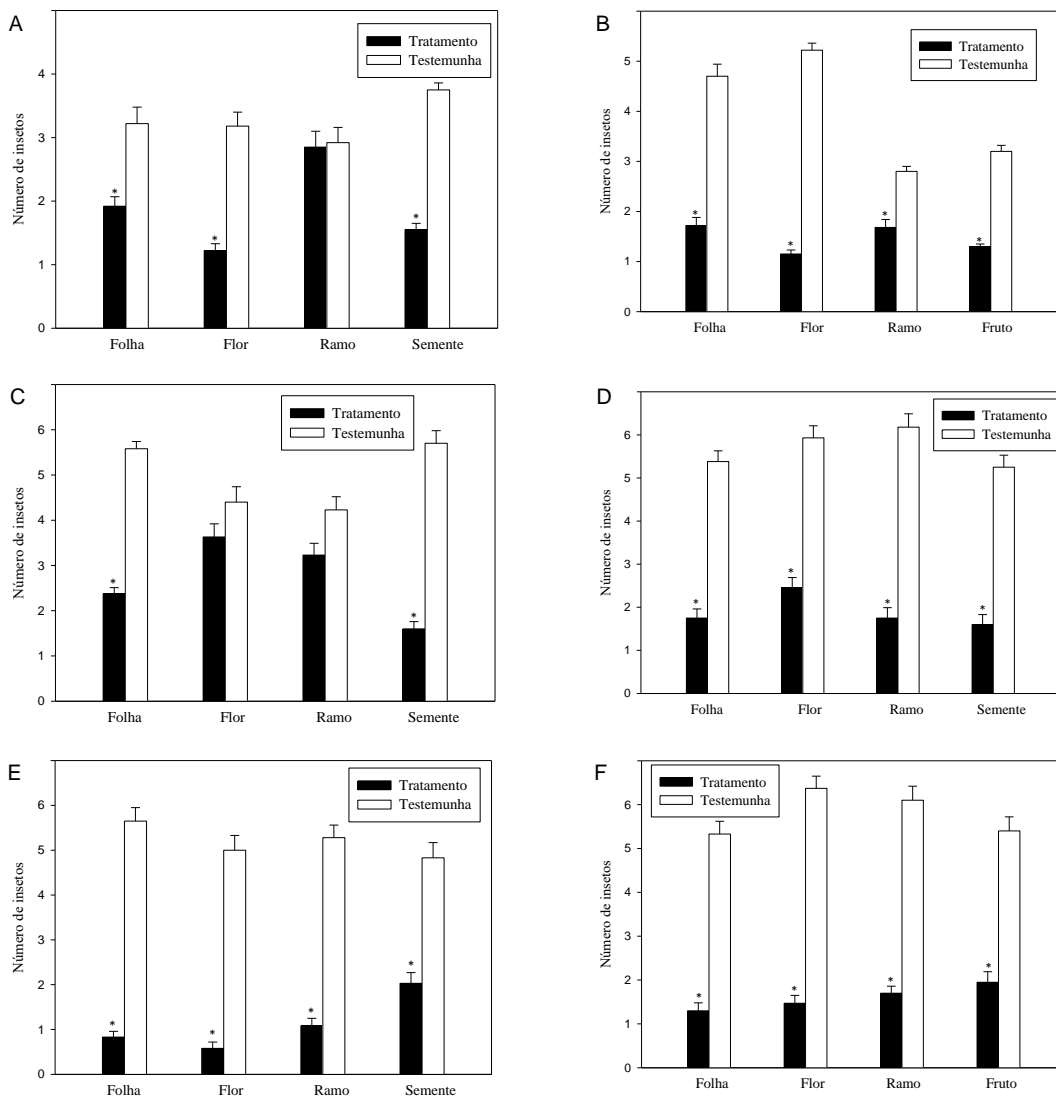 A
Tratamento
Testemunha
Número de insetos
4
3
2
1
0
*
*
*
Folha Flor Ramo Semente
B
Tratamento
Testemunha
Número de insetos
5
4
3
2
1
0
*
*
*
*
Folha Flor Ramo Fruto
C
Tratamento
Testemunha
Número de insetos
6
5
4
3
2
1
0
*
*
Folha Flor Ramo Semente
D
Tratamento
Testemunha
Número de insetos
6
5
4
3
2
1
0
*
*
*
*
Folha Flor Ramo Semente
E
Tratamento
Testemunha
Número de insetos
6
5
4
3
2
1
0
*
*
*
*
Folha Flor Ramo Semente
F
Tratamento
Testemunha
Número de insetos
6
5
4
3
2
1
0
*
*
*
*
Folha Flor Ramo Fruto